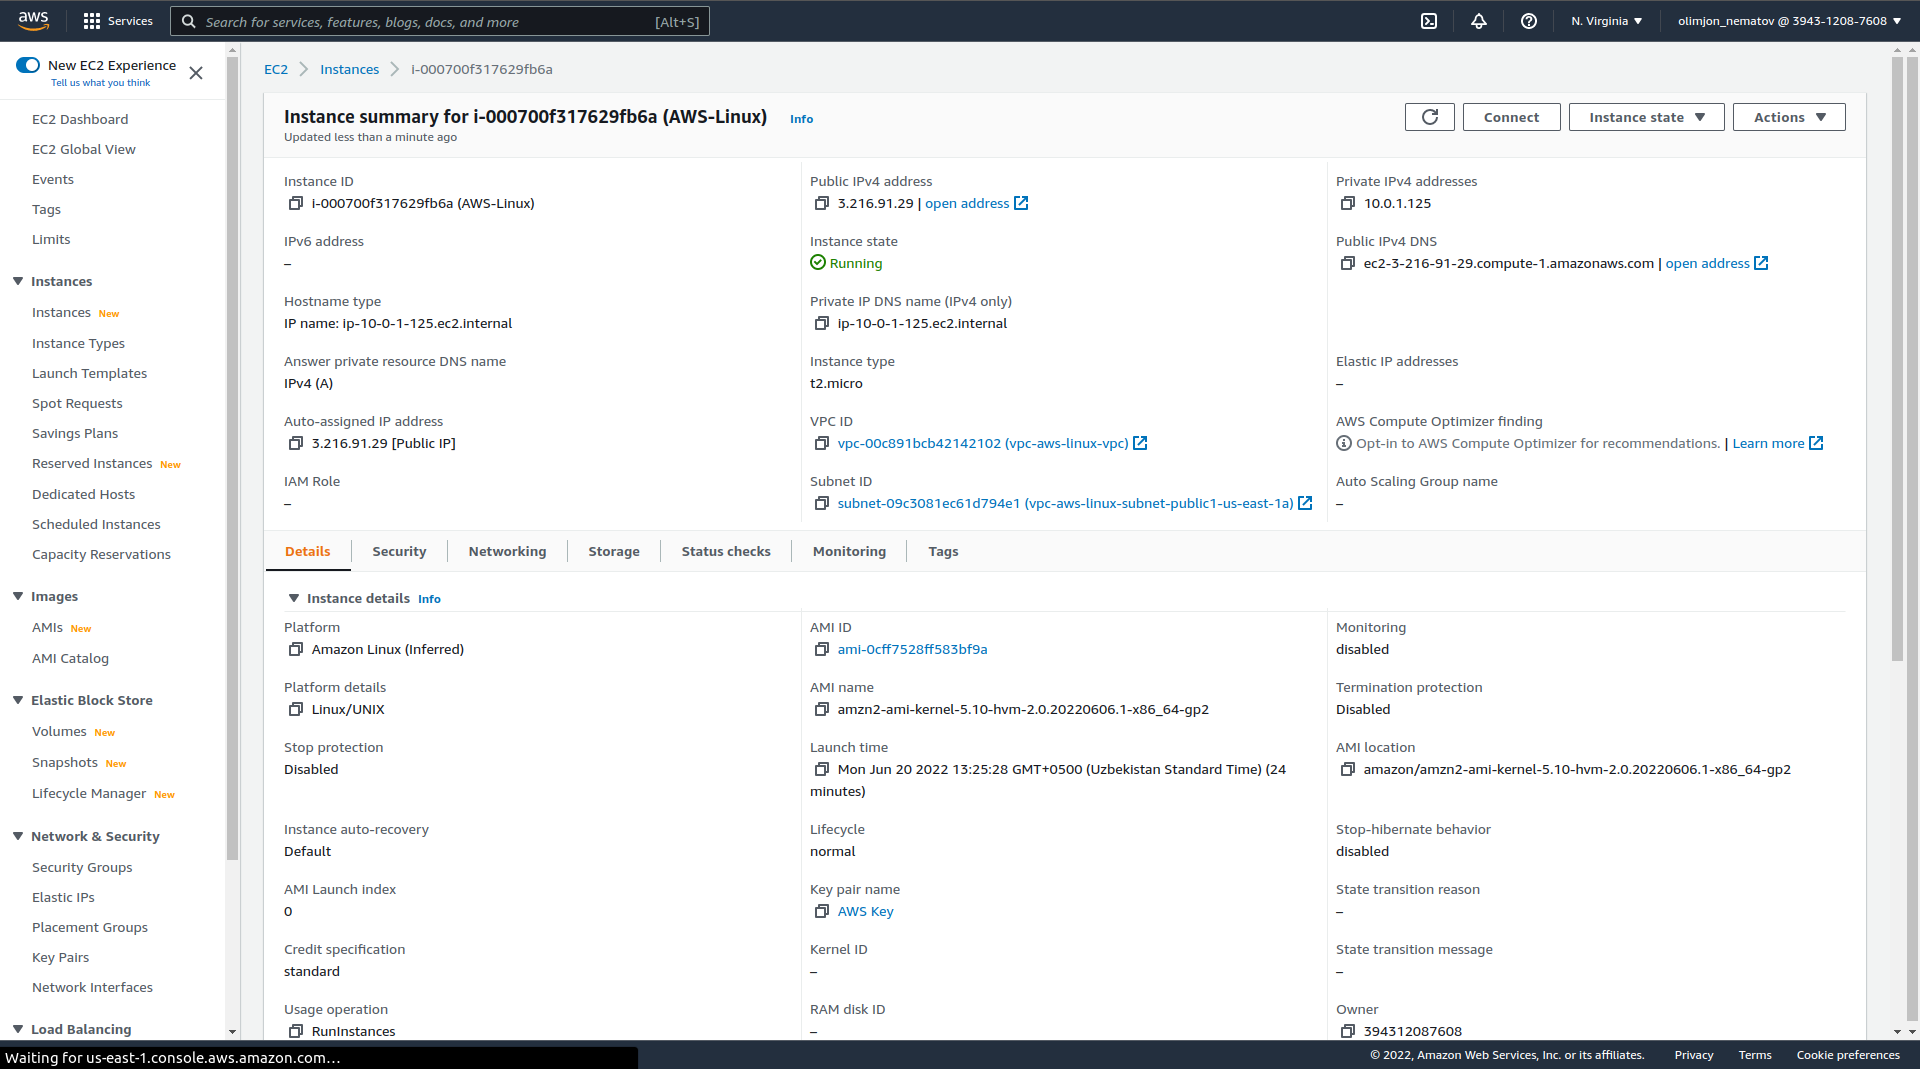 aws
Services
Search for services, features, blogs, docs, and more
[Alt+S]
N. Virginia
olimjon_nematov @ 3943-1208-7608
New EC2 Experience
Tell us what you think
EC2 Dashboard
EC2 Global View
Events
Tags
Limits
Instances
Instances New
Instance Types
Launch Templates
Spot Requests
Savings Plans
Reserved Instances New
Dedicated Hosts
Scheduled Instances
Capacity Reservations
Images
AMIs New
AMI Catalog
Elastic Block Store
Volumes New
Snapshots New
Lifecycle Manager New
Network & Security
Security Groups
Elastic IPs
Placement Groups
Key Pairs
Network Interfaces
Load Balancing
EC2 Instances i-000700f317629fb6a
Instance summary for i-000700f317629fb6a (AWS-Linux) Info
Updated less than a minute ago
Connect
Instance state
Actions
Instance ID
i-000700f317629fb6a (AWS-Linux)
Public IPv4 address
3.216.91.29 | open address
Private IPv4 addresses
10.0.1.125
IPv6 address
–
Instance state
Running
Public IPv4 DNS
ec2-3-216-91-29.compute-1.amazonaws.com | open address
Hostname type
IP name: ip-10-0-1-125.ec2.internal
Private IP DNS name (IPv4 only)
ip-10-0-1-125.ec2.internal
Answer private resource DNS name
IPv4 (A)
Instance type
t2.micro
Elastic IP addresses
–
Auto-assigned IP address
3.216.91.29 [Public IP]
VPC ID
vpc-00c891bcb42142102 (vpc-aws-linux-vpc)
AWS Compute Optimizer finding
Opt-in to AWS Compute Optimizer for recommendations. | Learn more
IAM Role
–
Subnet ID
subnet-09c3081ec61d794e1 (vpc-aws-linux-subnet-public1-us-east-1a)
Auto Scaling Group name
–
Details
Security
Networking
Storage
Status checks
Monitoring
Tags
Instance details Info
Platform
Amazon Linux (Inferred)
AMI ID
ami-0cff7528ff583bf9a
Monitoring
disabled
Platform details
Linux/UNIX
AMI name
amzn2-ami-kernel-5.10-hvm-2.0.20220606.1-x86_64-gp2
Termination protection
Disabled
Stop protection
Disabled
Launch time
Mon Jun 20 2022 13:25:28 GMT+0500 (Uzbekistan Standard Time) (24
minutes)
AMI location
amazon/amzn2-ami-kernel-5.10-hvm-2.0.20220606.1-x86_64-gp2
Instance auto-recovery
Default
Lifecycle
normal
Stop-hibernate behavior
disabled
AMI Launch index
0
Key pair name
AWS Key
State transition reason
–
Credit specification
standard
Kernel ID
–
State transition message
–
Usage operation
RunInstances
RAM disk ID
–
Owner
394312087608
Waiting for us-east-1.console.aws.amazon.com…
© 2022, Amazon Web Services, Inc. or its affiliates.
Privacy
Terms
Cookie preferences